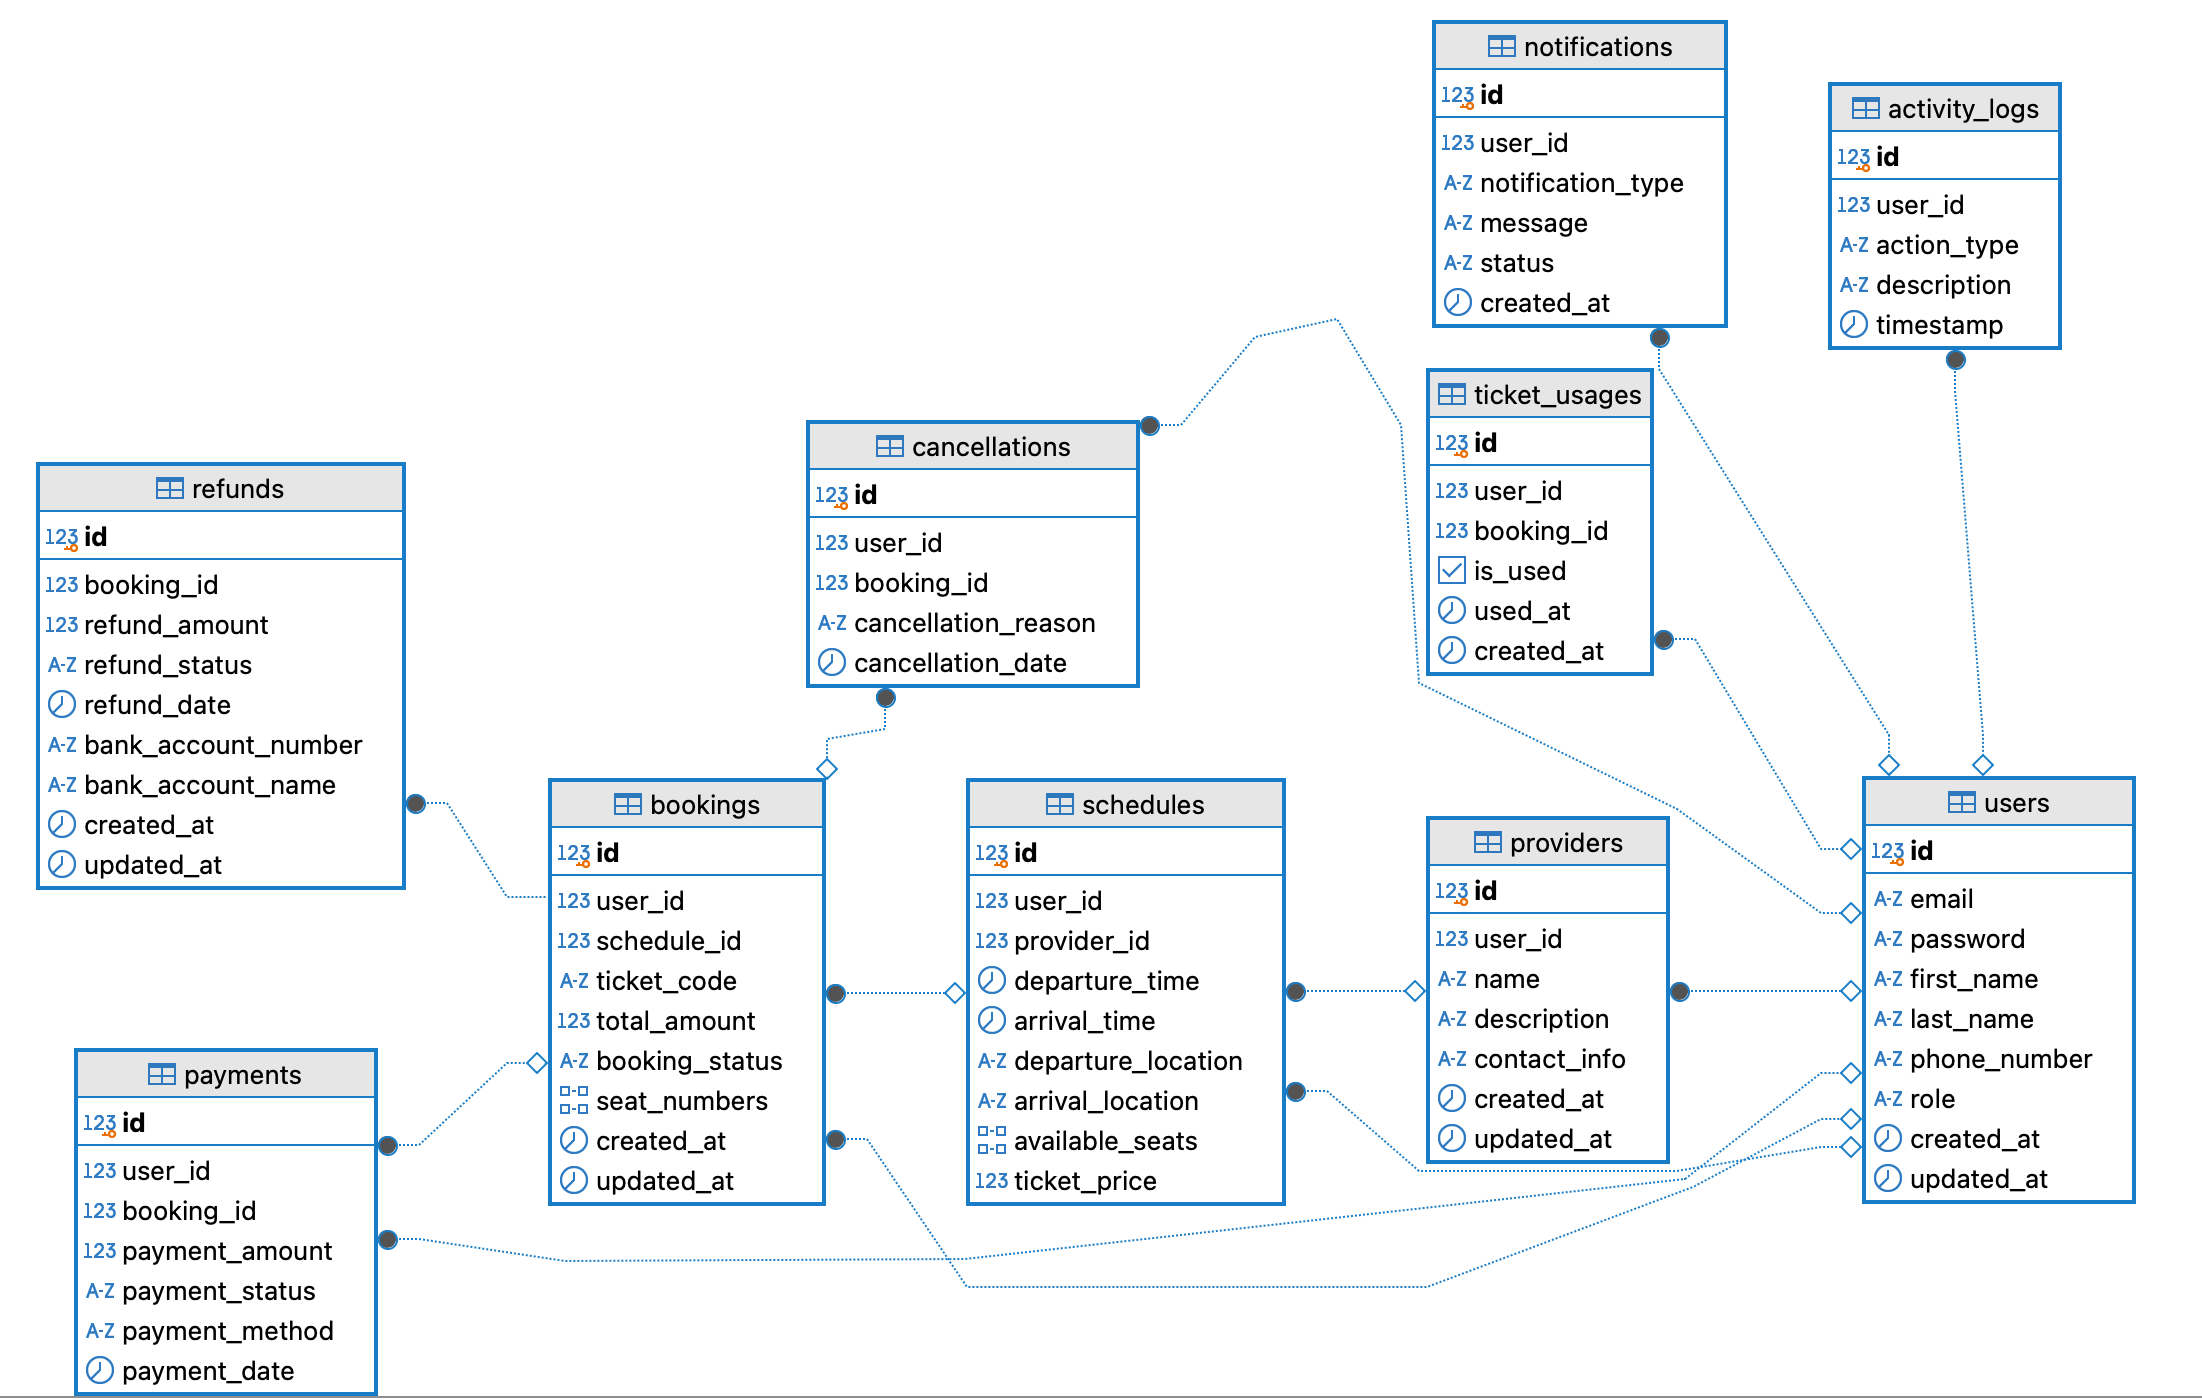 notifications
123 id
123 user_id
A-Z notification_type
A-Z message
A-Z status
created_at
activity_logs
123 id
123 user_id
A-Z action_type
A-Z description
timestamp
ticket_usages
123 id
123 user_id
123 booking_id
is_used
used_at
created_at
cancellations
123 id
123 user_id
123 booking_id
A-Z cancellation_reason
cancellation_date
refunds
123 id
123 booking_id
123 refund_amount
A-Z refund_status
refund_date
A-Z bank_account_number
A-Z bank_account_name
created_at
updated_at
bookings
123 id
123 user_id
123 schedule_id
A-Z ticket_code
123 total_amount
A-Z booking_status
seat_numbers
created_at
updated_at
schedules
123 id
123 user_id
123 provider_id
departure_time
arrival_time
A-Z departure_location
A-Z arrival_location
available_seats
123 ticket_price
providers
123 id
123 user_id
A-Z name
A-Z description
A-Z contact_info
created_at
updated_at
users
123 id
A-Z email
A-Z password
A-Z first_name
A-Z last_name
A-Z phone_number
A-Z role
created_at
updated_at
payments
123 id
123 user_id
123 booking_id
123 payment_amount
A-Z payment_status
A-Z payment_method
payment_date